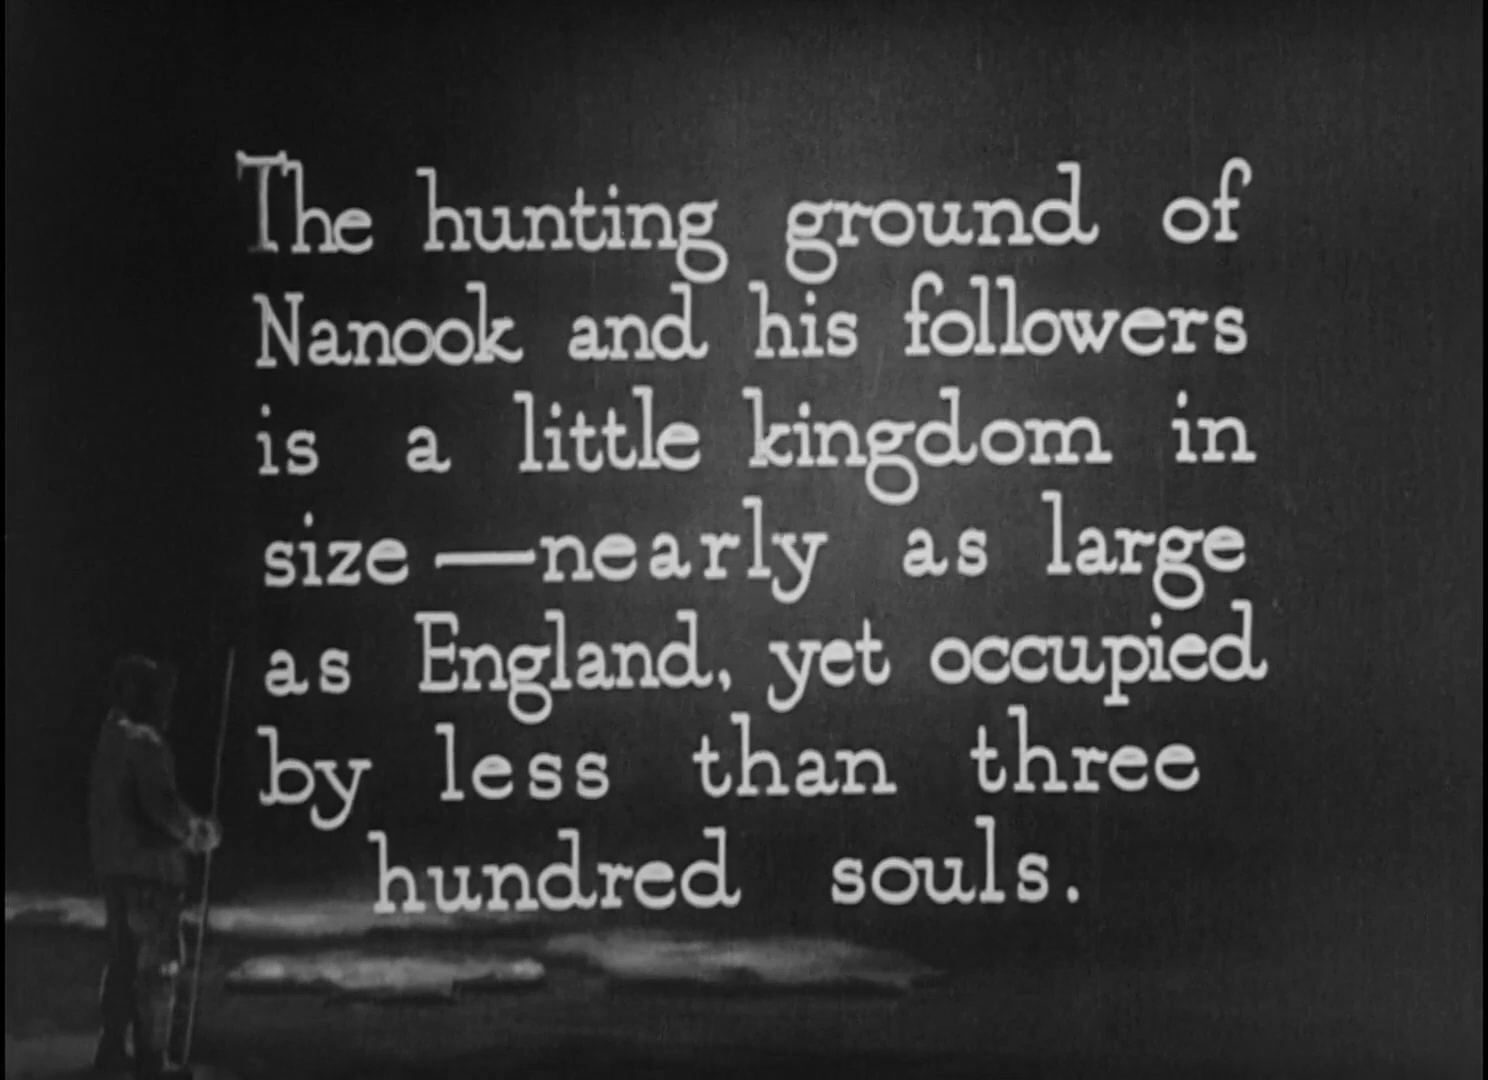 The hunting ground of
Nanook and his followers
is a little kingdom in
size—nearly as large
as England, yet occupied
by less than three
hundred souls.